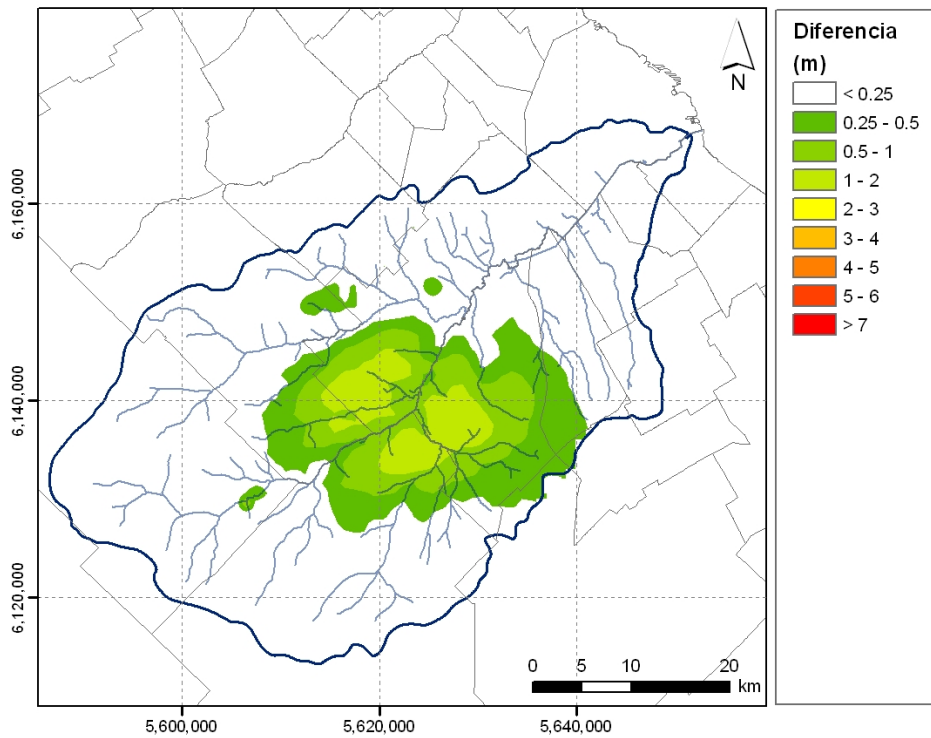 N
6,160,000
6,140,000
6,120,000
5,600,000
5,620,000
5,640,000
0 5 10 20
km
Diferencia
(m)
< 0.25
0.25 - 0.5
0.5 - 1
1 - 2
2 - 3
3 - 4
4 - 5
5 - 6
> 7